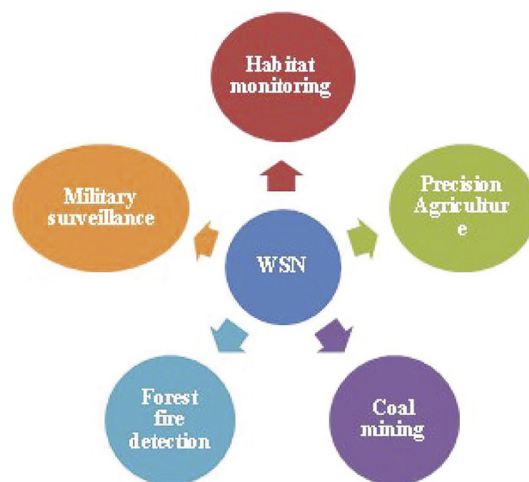 Habitat
monitoring
Military
surveillance
Precision
Agricultur
e
WSN
Forest
fire
detection
Coal
mining